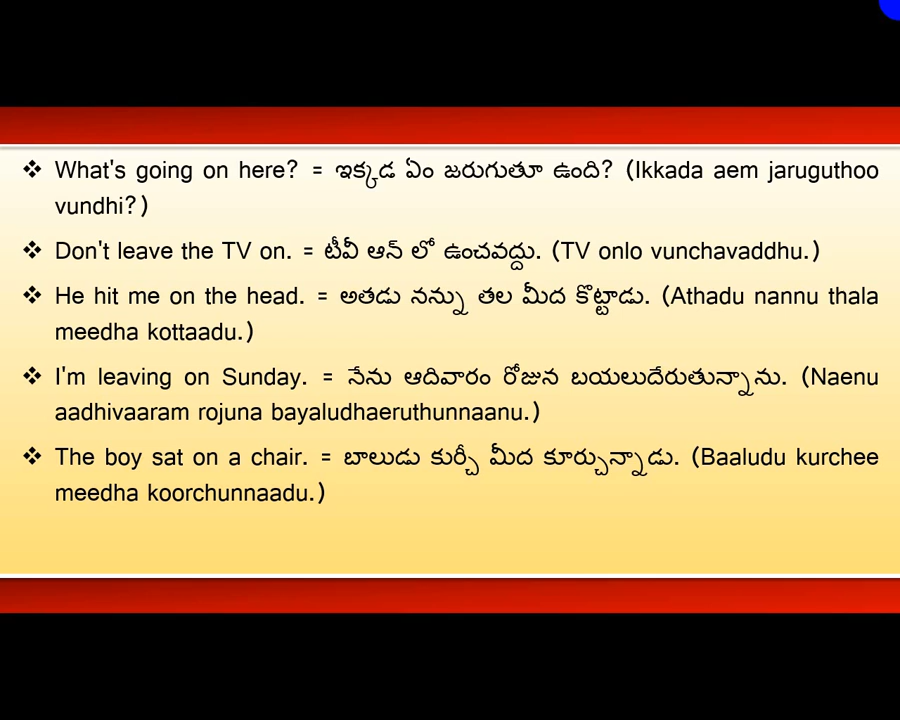 ❖ What's going on here? = ఇక్కడ ఏం జరుగుతూ ఉంది? (Ikkada aem jaruguthoo
vundhi?)
❖ Don't leave the TV on. = టీవీ ఆన్ లో ఉంచవద్దు. (TV onlo vunchavaddhu.)
❖ He hit me on the head. = అతడు నన్ను తల మీద కొట్టాడు. (Athadu nannu thala
meedha kottaadu.)
❖ I'm leaving on Sunday. = నేను ఆదివారం రోజున బయలుదేరుతున్నాను. (Naenu
aadhivaaram rojuna bayaludhaeruthunnaanu.)
❖ The boy sat on a chair. = బాలుడు కుర్చీ మీద కూర్చున్నాడు. (Baaludu kurchee
meedha koorchunnaadu.)